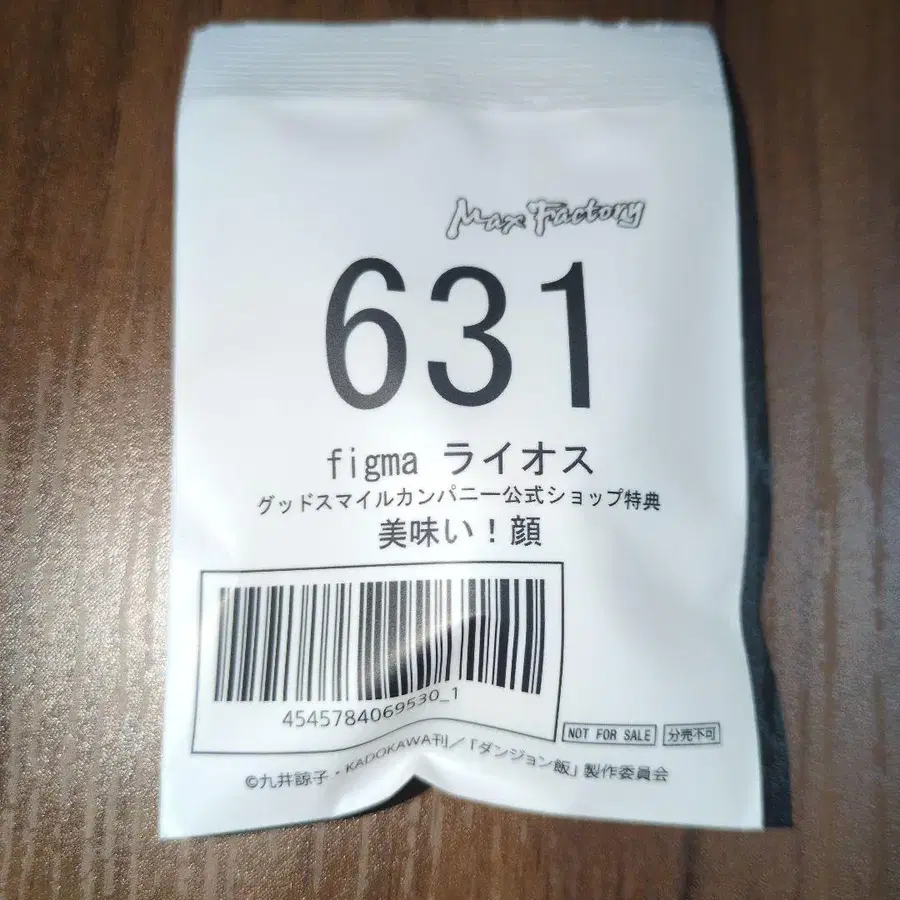 Max Factory
631
figma ライオス
グッドスマイルカンパニー公式ショップ特典
美味い！顔
4545784069530_1
NOT FOR SALE 分売不可
©九井諒子・KADOKAWA刊／「ダンジョン飯」製作委員会